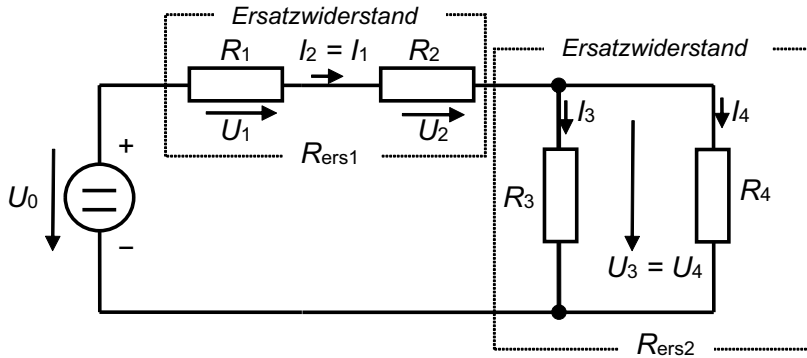 Ersatzwiderstand
R1 I2 = I1 R2
Ersatzwiderstand
U1 U2
I3 I4
Rers1
+
U0
R3 R4
−
U3 = U4
Rers2